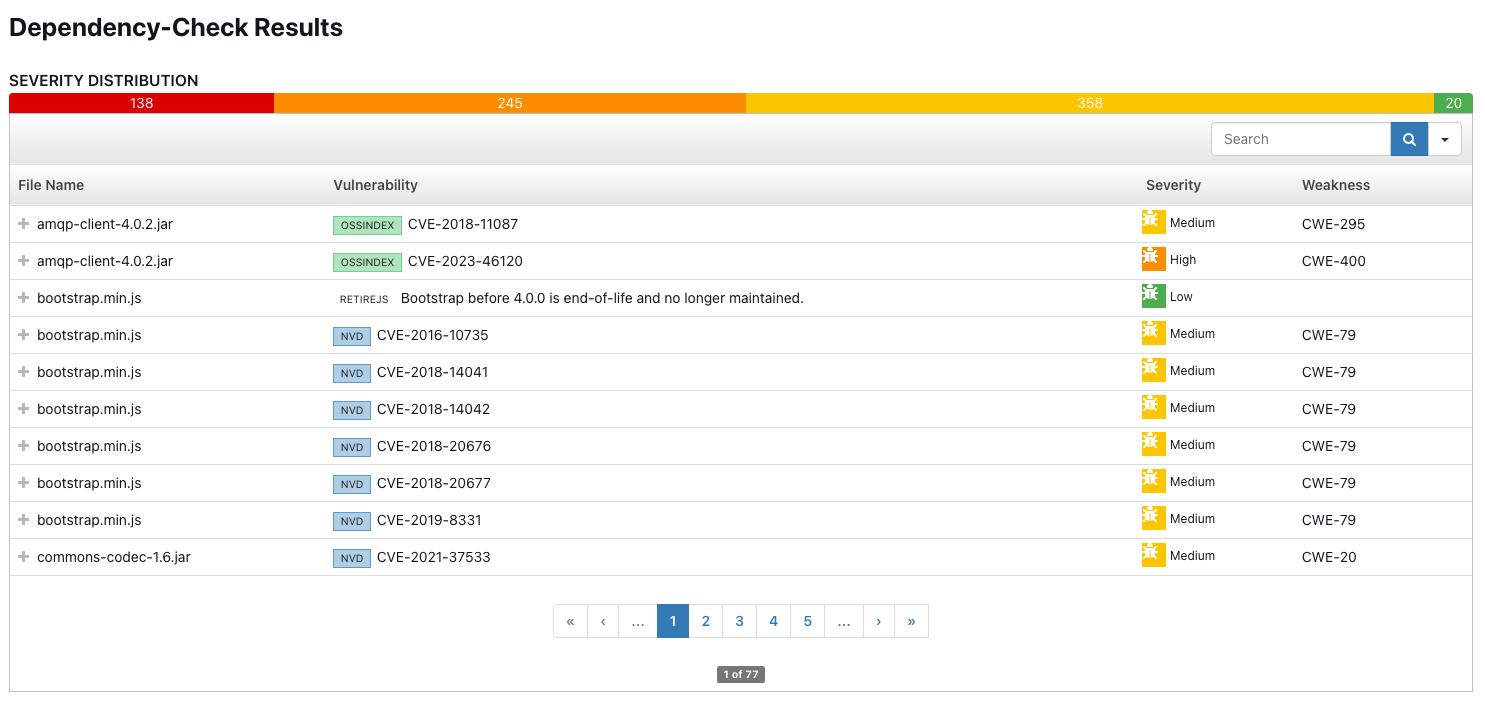 Dependency-Check Results
SEVERITY DISTRIBUTION
138 245 358 20
Search
File Name Vulnerability Severity Weakness
amqp-client-4.0.2.jar OSSINDEX CVE-2018-11087 Medium CWE-295
amqp-client-4.0.2.jar OSSINDEX CVE-2023-46120 High CWE-400
bootstrap.min.js RETIREJS Bootstrap before 4.0.0 is end-of-life and no longer maintained. Low
bootstrap.min.js NVD CVE-2016-10735 Medium CWE-79
bootstrap.min.js NVD CVE-2018-14041 Medium CWE-79
bootstrap.min.js NVD CVE-2018-14042 Medium CWE-79
bootstrap.min.js NVD CVE-2018-20676 Medium CWE-79
bootstrap.min.js NVD CVE-2018-20677 Medium CWE-79
bootstrap.min.js NVD CVE-2019-8331 Medium CWE-79
commons-codec-1.6.jar NVD CVE-2021-37533 Medium CWE-20
« ‹ ... 1 2 3 4 5 ... › »
1 of 77